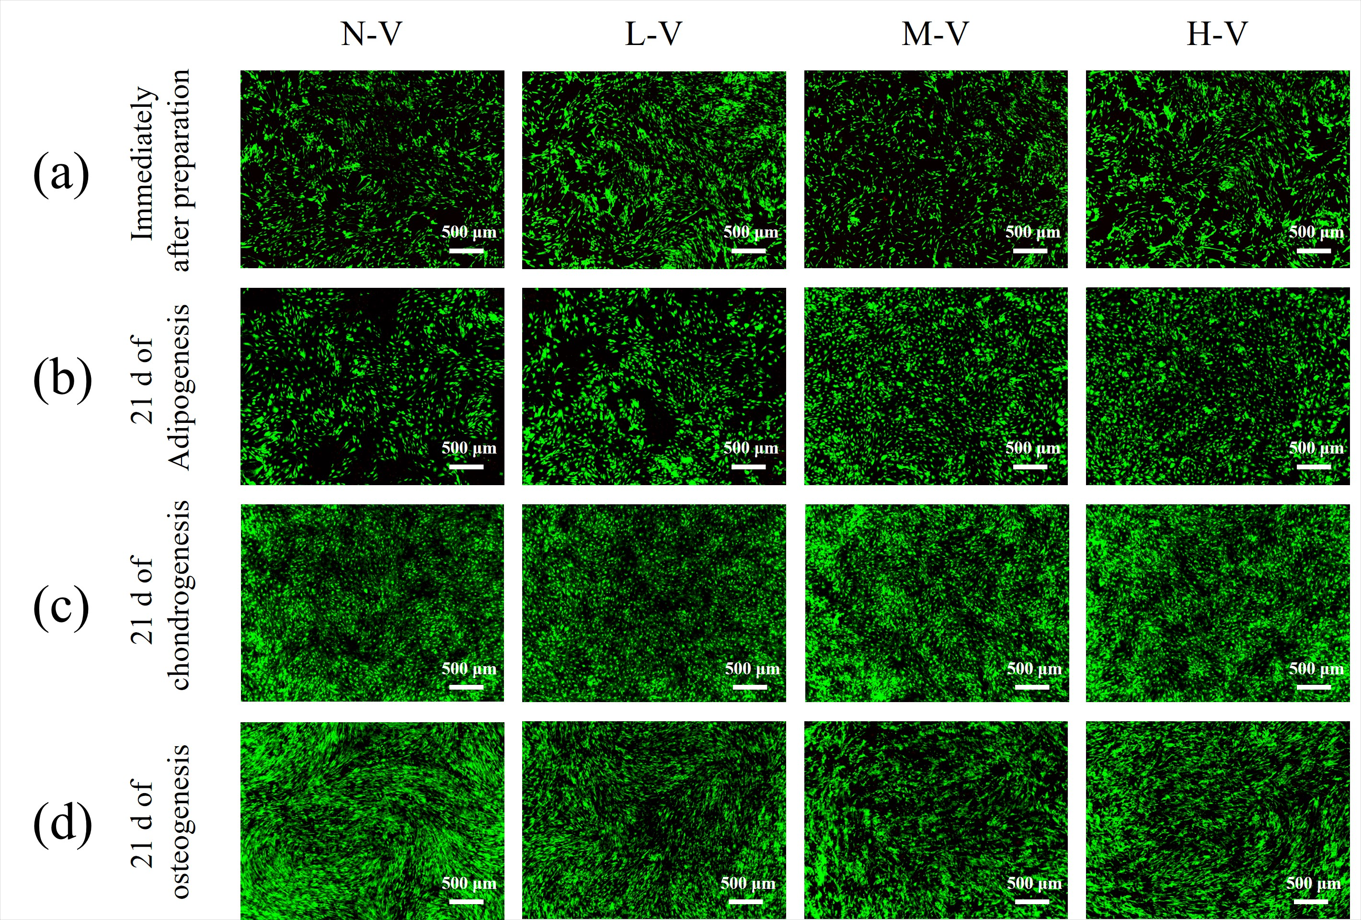 N-V L-V M-V H-V
(a)
Immediately
after preparation
500 μm 500 μm 500 μm 500 μm
(b)
21 d of
Adipogenesis
500 μm 500 μm 500 μm 500 μm
(c)
21 d of
chondrogenesis
500 μm 500 μm 500 μm 500 μm
(d)
21 d of
osteogenesis
500 μm 500 μm 500 μm 500 μm